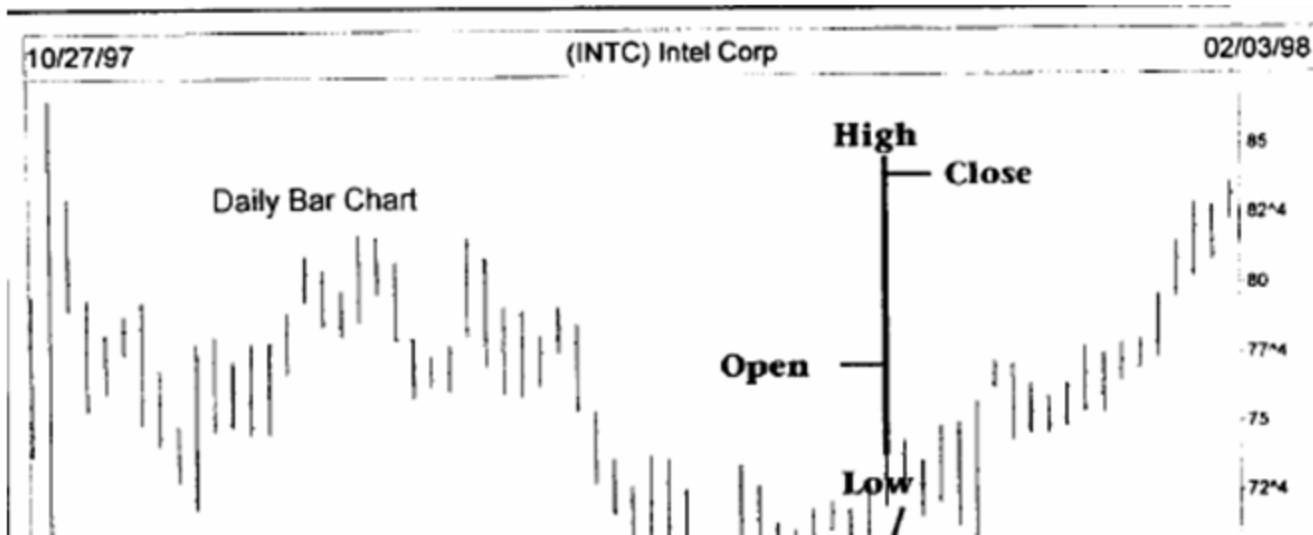 10/27/97 (INTC) Intel Corp 02/03/98
High
85
Close
Daily Bar Chart
82^4
80
77^4
Open
75
Low
72^4